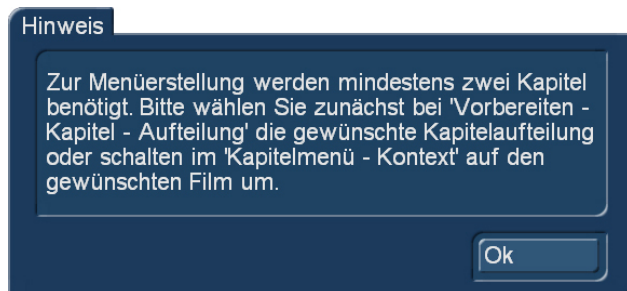 Hinweis
Zur Menüerstellung werden mindestens zwei Kapitel
benötigt. Bitte wählen Sie zunächst bei 'Vorbereiten -
Kapitel - Aufteilung' die gewünschte Kapitelaufteilung
oder schalten im 'Kapitelmenü - Kontext' auf den
gewünschten Film um.
Ok